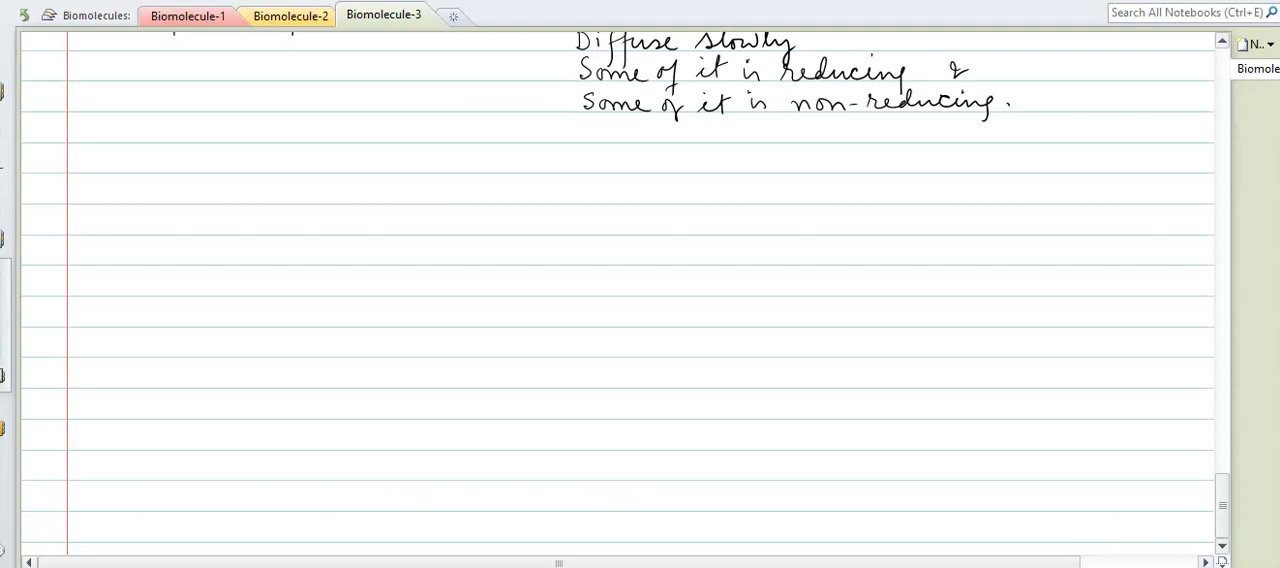 Biomolecules:
Biomolecule-1
Biomolecule-2
Biomolecule-3
Search All Notebooks (Ctrl+E)
N..
Biomole
Diffuse slowly
Some of it is reducing &
Some of it is non-reducing.